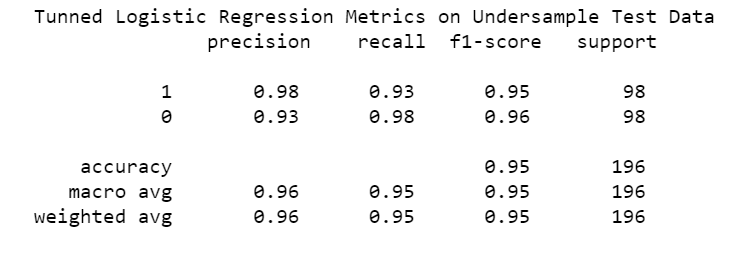 Tunned Logistic Regression Metrics on Undersample Test Data
precision recall f1-score support
1 0.98 0.93 0.95 98
0 0.93 0.98 0.96 98
accuracy 0.95 196
macro avg 0.96 0.95 0.95 196
weighted avg 0.96 0.95 0.95 196